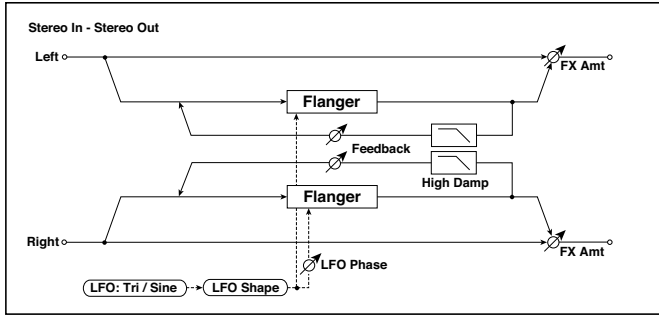 Stereo In - Stereo Out
Left
FX Amt
Flanger
Feedback
High Damp
Flanger
Right
FX Amt
LFO Phase
LFO: Tri / Sine
LFO Shape